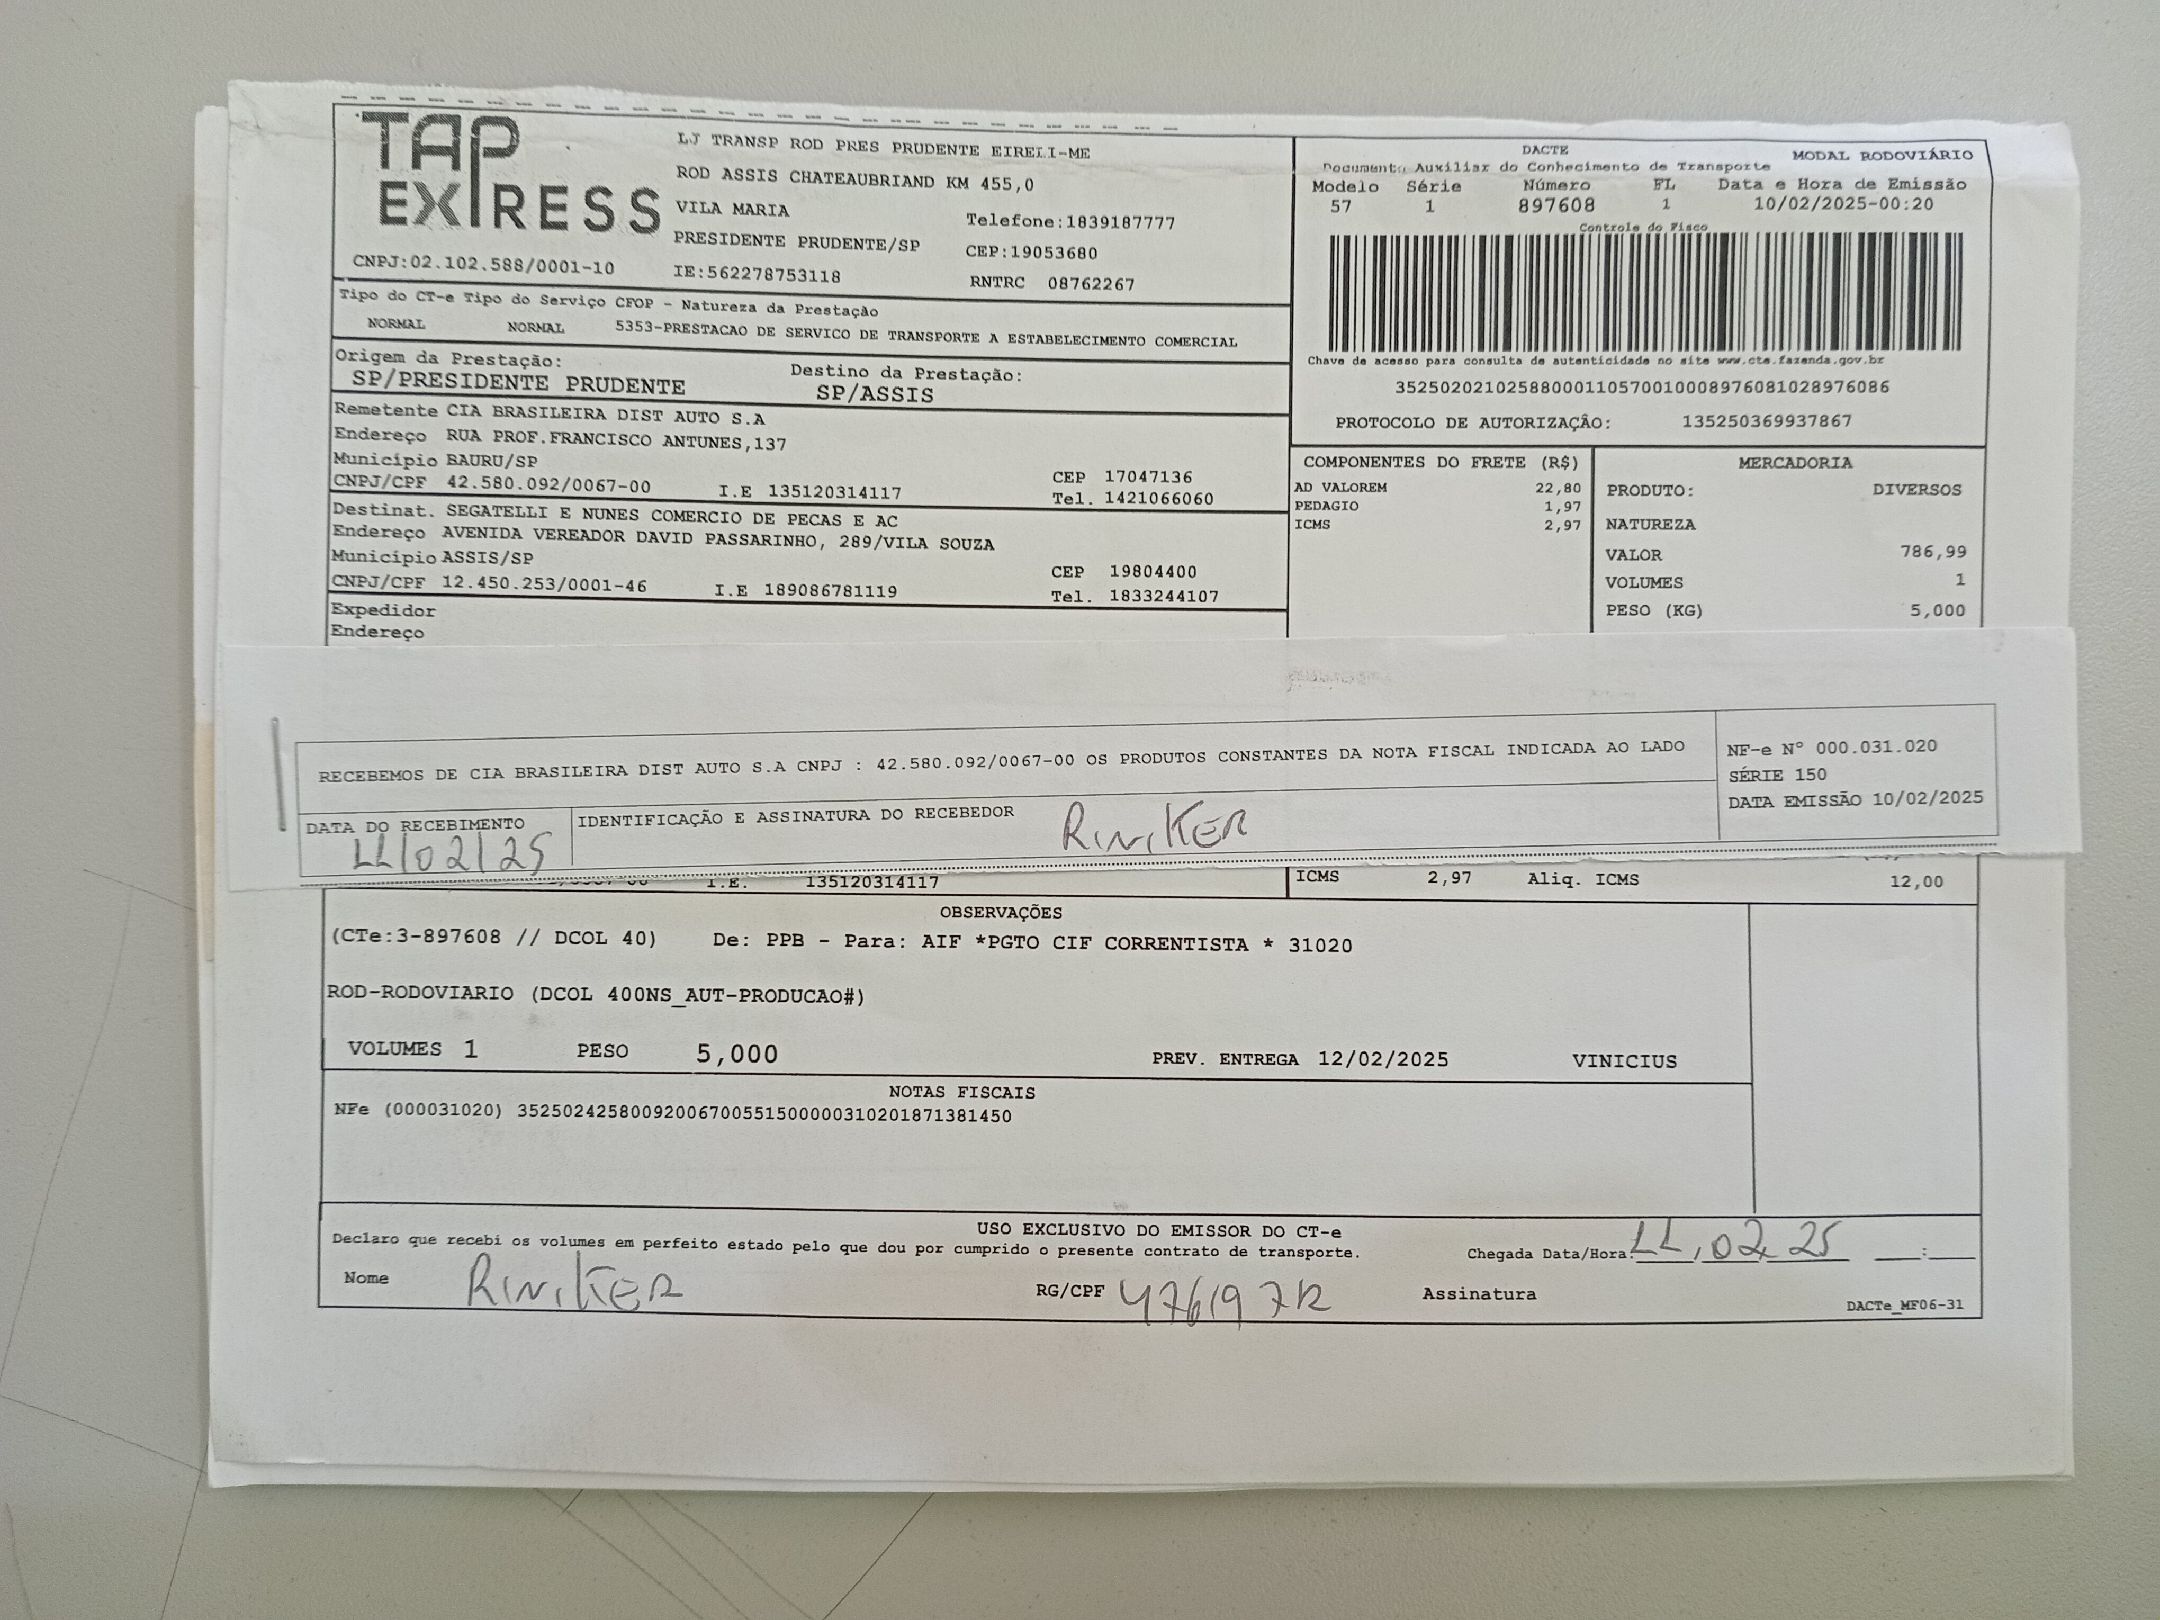 TAP EXPRESS
LJ TRANSP ROD PRES PRUDENTE EIRELI-ME
ROD ASSIS CHATEAUBRIAND KM 455,0
VILA MARIA Telefone:1839187777
PRESIDENTE PRUDENTE/SP CEP:19053680
CNPJ:02.102.588/0001-10 IE:562278753118 RNTRC 08762267
Tipo do CT-e Tipo do Serviço CFOP - Natureza da Prestação
NORMAL NORMAL 5353-PRESTACAO DE SERVICO DE TRANSPORTE A ESTABELECIMENTO COMERCIAL
Origem da Prestação: Destino da Prestação:
SP/PRESIDENTE PRUDENTE SP/ASSIS
Remetente CIA BRASILEIRA DIST AUTO S.A
Endereço RUA PROF.FRANCISCO ANTUNES,137
Município BAURU/SP CEP 17047136
CNPJ/CPF 42.580.092/0067-00 I.E 135120314117 Tel. 1421066060
Destinat. SEGATELLI E NUNES COMERCIO DE PECAS E AC
Endereço AVENIDA VEREADOR DAVID PASSARINHO, 289/VILA SOUZA
Município ASSIS/SP CEP 19804400
CNPJ/CPF 12.450.253/0001-46 I.E 189086781119 Tel. 1833244107
Expedidor
Endereço
DACTE
Documento Auxiliar do Conhecimento de Transporte MODAL RODOVIÁRIO
Modelo Série Número FL Data e Hora de Emissão
57 1 897608 1 10/02/2025-00:20
Controle do Fisco
Chave de acesso para consulta de autenticidade no site www.cte.fazenda.gov.br
35250202102588000110570010008976081028976086
PROTOCOLO DE AUTORIZAÇÂO: 135250369937867
COMPONENTES DO FRETE (R$)
AD VALOREM 22,80
PEDAGIO 1,97
ICMS 2,97
MERCADORIA
PRODUTO: DIVERSOS
NATUREZA
VALOR 786,99
VOLUMES 1
PESO (KG) 5,000
RECEBEMOS DE CIA BRASILEIRA DIST AUTO S.A CNPJ : 42.580.092/0067-00 OS PRODUTOS CONSTANTES DA NOTA FISCAL INDICADA AO LADO
NF-e N° 000.031.020
SÉRIE 150
DATA EMISSÃO 10/02/2025
DATA DO RECEBIMENTO IDENTIFICAÇÃO E ASSINATURA DO RECEBEDOR RINIKER
11/02/25
I.E. 135120314117 ICMS 2,97 Aliq. ICMS 12,00
OBSERVAÇÕES
(CTe:3-897608 // DCOL 40) De: PPB - Para: AIF *PGTO CIF CORRENTISTA * 31020
ROD-RODOVIARIO (DCOL 400NS_AUT-PRODUCAO#)
VOLUMES 1 PESO 5,000 PREV. ENTREGA 12/02/2025 VINICIUS
NOTAS FISCAIS
NFe (000031020) 35250242580092006700551500000310201871381450
USO EXCLUSIVO DO EMISSOR DO CT-e
Declaro que recebi os volumes em perfeito estado pelo que dou por cumprido o presente contrato de transporte. Chegada Data/Hora: 11,02 25 :
Nome RINIKER RG/CPF Assinatura
DACTe_MF06-31